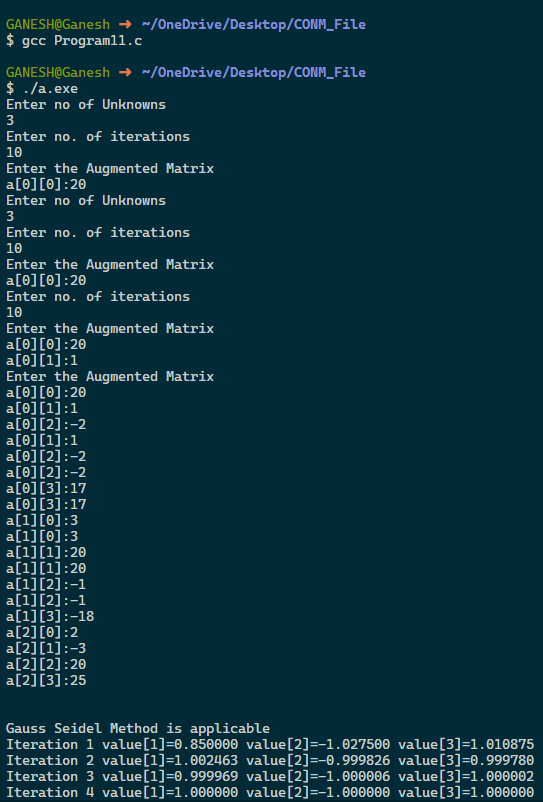 GANESH@Ganesh ➜ ~/OneDrive/Desktop/CONM_File
$ gcc Program11.c
GANESH@Ganesh ➜ ~/OneDrive/Desktop/CONM_File
$ ./a.exe
Enter no of Unknowns
3
Enter no. of iterations
10
Enter the Augmented Matrix
a[0][0]:20
Enter no of Unknowns
3
Enter no. of iterations
10
Enter the Augmented Matrix
a[0][0]:20
Enter no. of iterations
10
Enter the Augmented Matrix
a[0][0]:20
a[0][1]:1
Enter the Augmented Matrix
a[0][0]:20
a[0][1]:1
a[0][2]:-2
a[0][1]:1
a[0][2]:-2
a[0][2]:-2
a[0][3]:17
a[0][3]:17
a[1][0]:3
a[1][0]:3
a[1][1]:20
a[1][1]:20
a[1][2]:-1
a[1][2]:-1
a[1][3]:-18
a[2][0]:2
a[2][1]:-3
a[2][2]:20
a[2][3]:25
Gauss Seidel Method is applicable
Iteration 1 value[1]=0.850000 value[2]=-1.027500 value[3]=1.010875
Iteration 2 value[1]=1.002463 value[2]=-0.999826 value[3]=0.999780
Iteration 3 value[1]=0.999969 value[2]=-1.000006 value[3]=1.000002
Iteration 4 value[1]=1.000000 value[2]=-1.000000 value[3]=1.000000